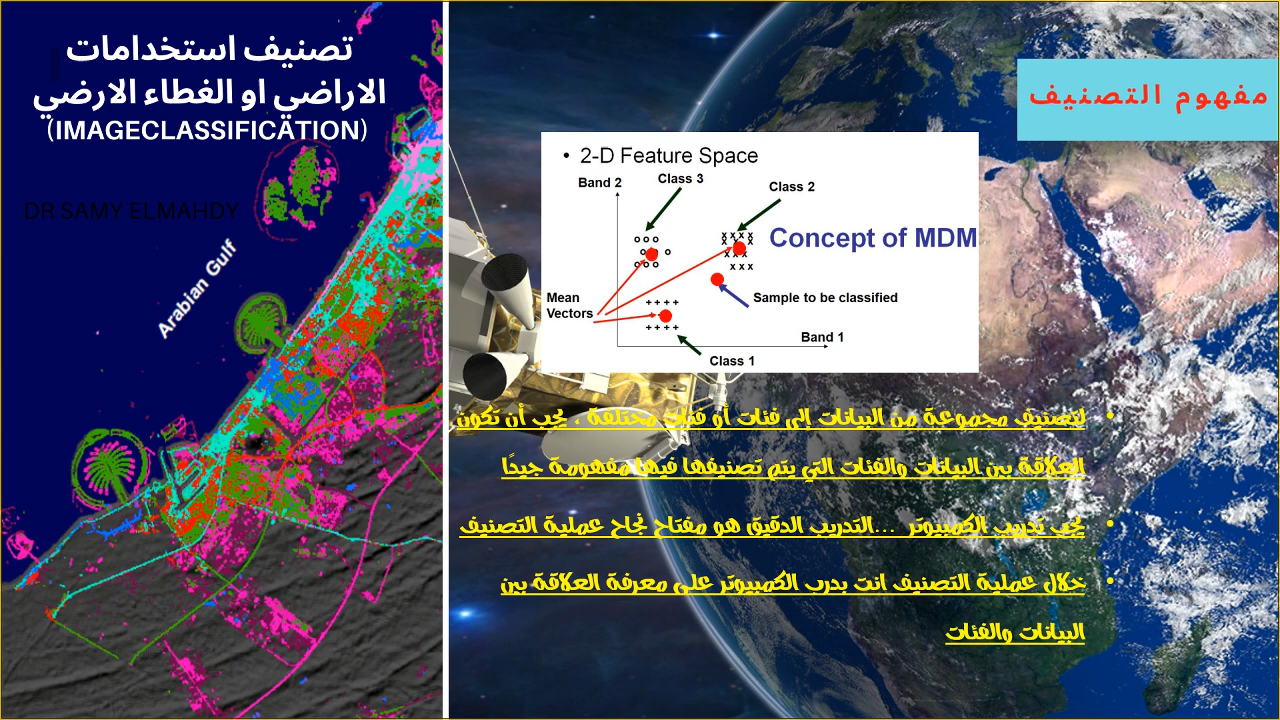 تصنيف استخدامات
الاراضي او الغطاء الارضي
(IMAGECLASSIFICATION)
DR SAMY ELMAHDY
Arabian Gulf
مفهوم التصنيف
• 2-D Feature Space
Band 2
Class 3
Class 2
Concept of MDM
Mean
Vectors
Sample to be classified
Band 1
Class 1
• لتصنيف مجموعة من البيانات إلى فئات أو فئات مختلفة ، يجب أن تكون
العلاقة بين البيانات والفئات التي يتم تصنيفها فيها مفهومة جيدًا
• يجب تدريب الكمبيوتر ...التدريب الدقيق هو مفتاح نجاح عملية التصنيف
• خلال عملية التصنيف انت بدرب الكمبيوتر على معرفة العلاقة بين
البيانات والفئات